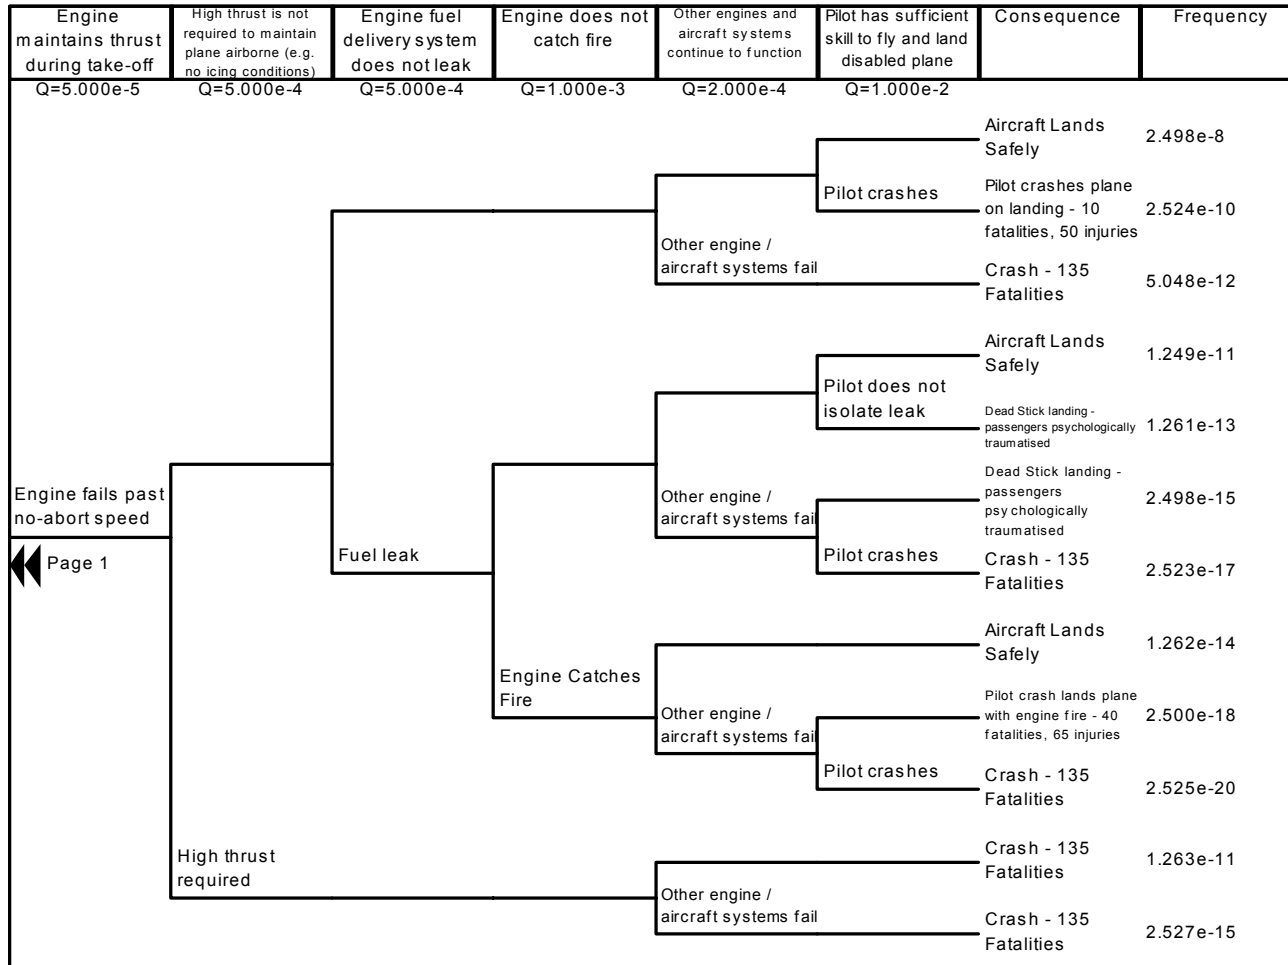 Engine
maintains thrust
during take-off
High thrust is not
required to maintain
plane airborne (e.g.
no icing conditions)
Engine fuel
delivery system
does not leak
Engine does not
catch fire
Other engines and
aircraft systems
continue to function
Pilot has sufficient
skill to fly and land
disabled plane
Consequence
Frequency
Q=5.000e-5
Q=5.000e-4
Q=5.000e-4
Q=1.000e-3
Q=2.000e-4
Q=1.000e-2
Aircraft Lands
Safely
2.498e-8
Pilot crashes
Pilot crashes plane
on landing - 10
fatalities, 50 injuries
2.524e-10
Other engine /
aircraft systems fail
Crash - 135
Fatalities
5.048e-12
Aircraft Lands
Safely
1.249e-11
Pilot does not
isolate leak
Dead Stick landing -
passengers psychologically
traumatised
1.261e-13
Engine fails past
no-abort speed
Page 1
Other engine /
aircraft systems fail
Dead Stick landing -
passengers
psychologically
traumatised
2.498e-15
Fuel leak
Pilot crashes
Crash - 135
Fatalities
2.523e-17
Aircraft Lands
Safely
1.262e-14
Engine Catches
Fire
Other engine /
aircraft systems fail
Pilot crash lands plane
with engine fire - 40
fatalities, 65 injuries
2.500e-18
Pilot crashes
Crash - 135
Fatalities
2.525e-20
High thrust
required
Crash - 135
Fatalities
1.263e-11
Other engine /
aircraft systems fail
Crash - 135
Fatalities
2.527e-15